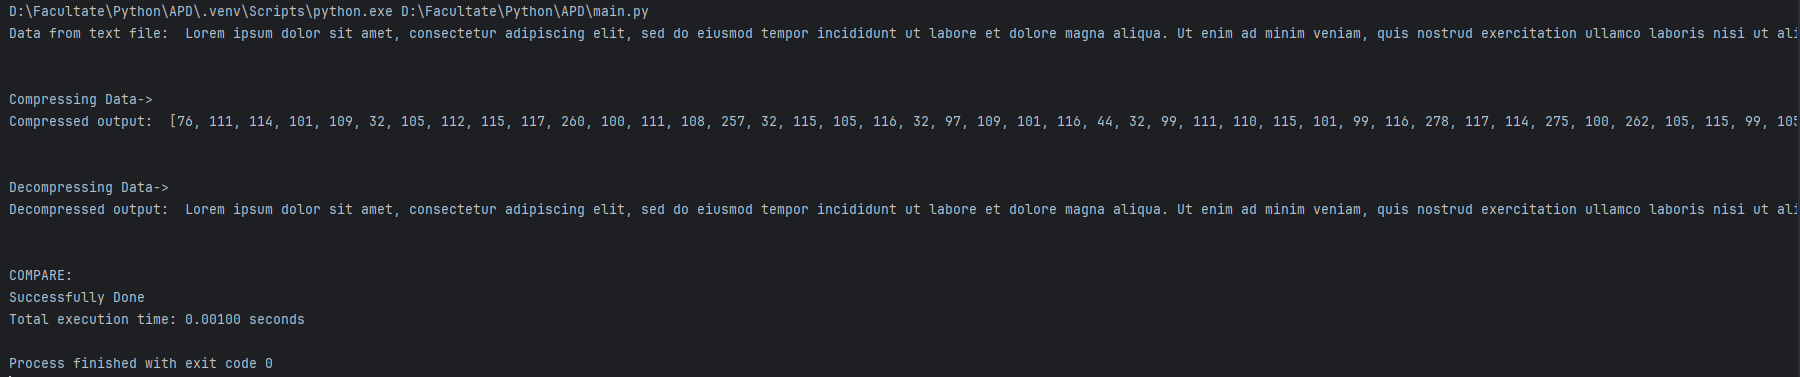 D:\Facultate\Python\APD\.venv\Scripts\python.exe D:\Facultate\Python\APD\main.py
Data from text file:  Lorem ipsum dolor sit amet, consectetur adipiscing elit, sed do eiusmod tempor incididunt ut labore et dolore magna aliqua. Ut enim ad minim veniam, quis nostrud exercitation ullamco laboris nisi ut ali
Compressing Data->
Compressed output:  [76, 111, 114, 101, 109, 32, 105, 112, 115, 117, 260, 100, 111, 108, 257, 32, 115, 105, 116, 32, 97, 109, 101, 116, 44, 32, 99, 111, 110, 115, 101, 99, 116, 278, 117, 114, 275, 100, 262, 105, 115, 99, 105
Decompressing Data->
Decompressed output:  Lorem ipsum dolor sit amet, consectetur adipiscing elit, sed do eiusmod tempor incididunt ut labore et dolore magna aliqua. Ut enim ad minim veniam, quis nostrud exercitation ullamco laboris nisi ut ali
COMPARE:
Successfully Done
Total execution time: 0.00100 seconds
Process finished with exit code 0